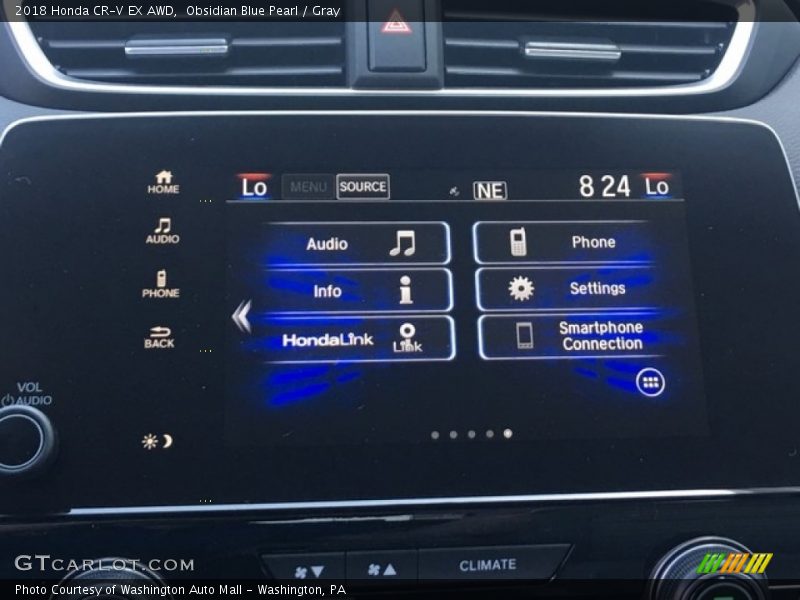 2018 Honda CR-V EX AWD, Obsidian Blue Pearl / Gray
HOME
Lo
MENU
SOURCE
NE
8 24
Lo
AUDIO
Audio
Phone
PHONE
Info
Settings
BACK
HondaLink
Link
Smartphone
Connection
VOL
AUDIO
CLIMATE
GTCARLOT.COM
Photo Courtesy of Washington Auto Mall - Washington, PA